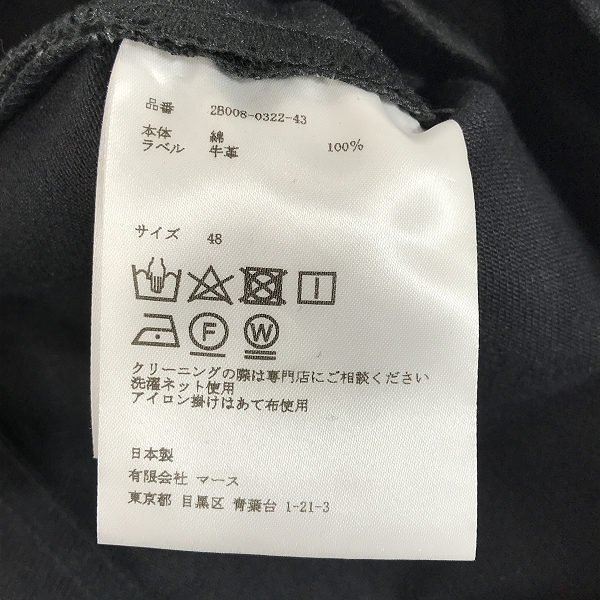 品番 2B008-0322-43
本体 綿 100%
ラベル 牛革
サイズ 48
F W
クリーニングの際は専門店にご相談ください
洗濯ネット使用
アイロン掛けはあて布使用
日本製
有限会社 マース
東京都 目黒区 青葉台 1-21-3